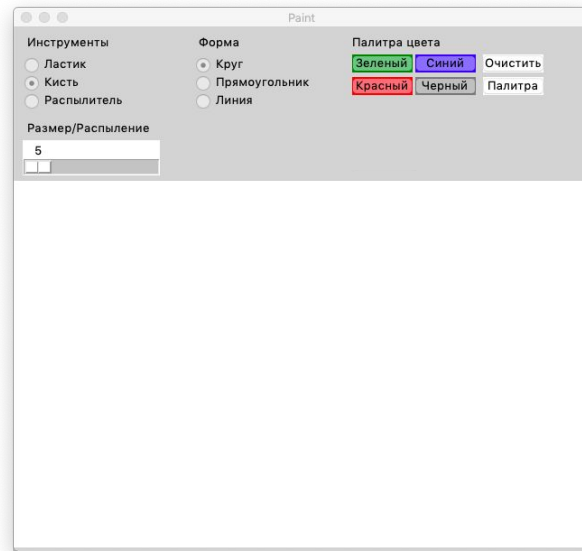 Paint
Инструменты
Ластик
Кисть
Распылитель
Форма
Круг
Прямоугольник
Линия
Палитра цвета
Зеленый
Синий
Очистить
Красный
Черный
Палитра
Размер/Распыление
5